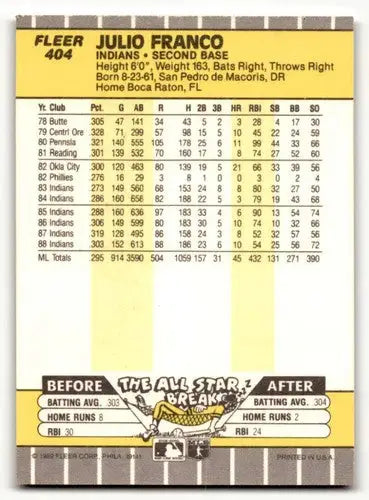 FLEER
404
JULIO FRANCO
INDIANS • SECOND BASE
Height 6'0", Weight 163, Bats Right, Throws Right
Born 8-23-61, San Pedro de Macoris, DR
Home Boca Raton, FL
Yr. Club Pct. G AB R H 2B 3B HR RBI SB BB SO
78 Butte 305 47 141 34 43 5 2 3 28 4 17 30
79 Centrl Ore 328 71 299 57 98 15 5 10 45 22 24 59
80 Pennsla 321 140 555 105 178 25 6 11 99 44 33 66
81 Reading 301 139 532 70 160 17 3 8 74 27 52 60
82 Okla City 300 120 463 80 139 19 5 21 66 33 39 56
82 Phillies 276 16 29 3 8 1 0 0 3 0 2 4
83 Indians 273 149 560 68 153 24 8 8 80 32 27 50
84 Indians 286 160 658 82 188 22 5 3 79 19 43 68
85 Indians 288 160 636 97 183 33 4 6 90 13 54 74
86 Indians 306 149 599 80 183 30 5 10 74 10 32 66
87 Indians 319 128 495 86 158 24 3 8 52 32 57 56
88 Indians 303 152 613 88 186 23 6 10 54 25 56 72
ML Totals 295 914 3590 504 1059 157 31 45 432 131 271 390
BEFORE THE ALL STAR BREAK AFTER
BATTING AVG. 303 BATTING AVG. 304
HOME RUNS 8 HOME RUNS 2
RBI 30 RBI 24
© 1989 FLEER CORP., PHILA. 19141 PRINTED IN U.S.A.